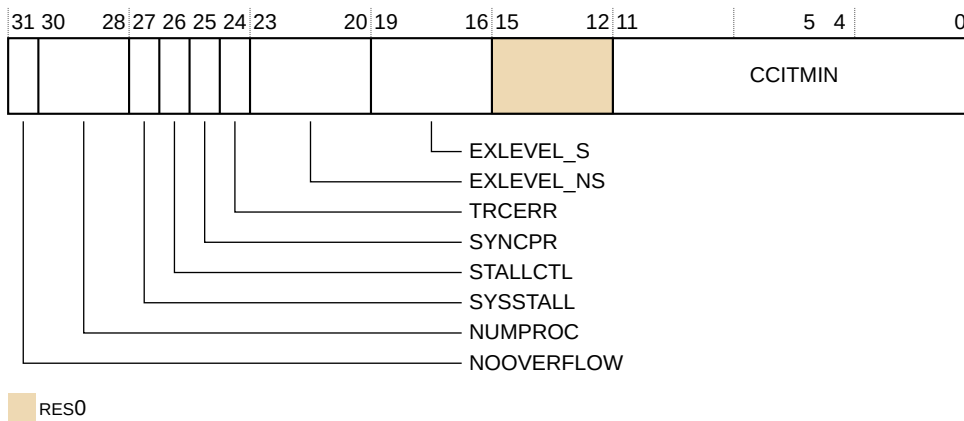 31 30 28 27 26 25 24 23 20 19 16 15 12 11 5 4 0
CCITMIN
EXLEVEL_S
EXLEVEL_NS
TRCERR
SYNCPR
STALLCTL
SYSSTALL
NUMPROC
NOOVERFLOW
RES0